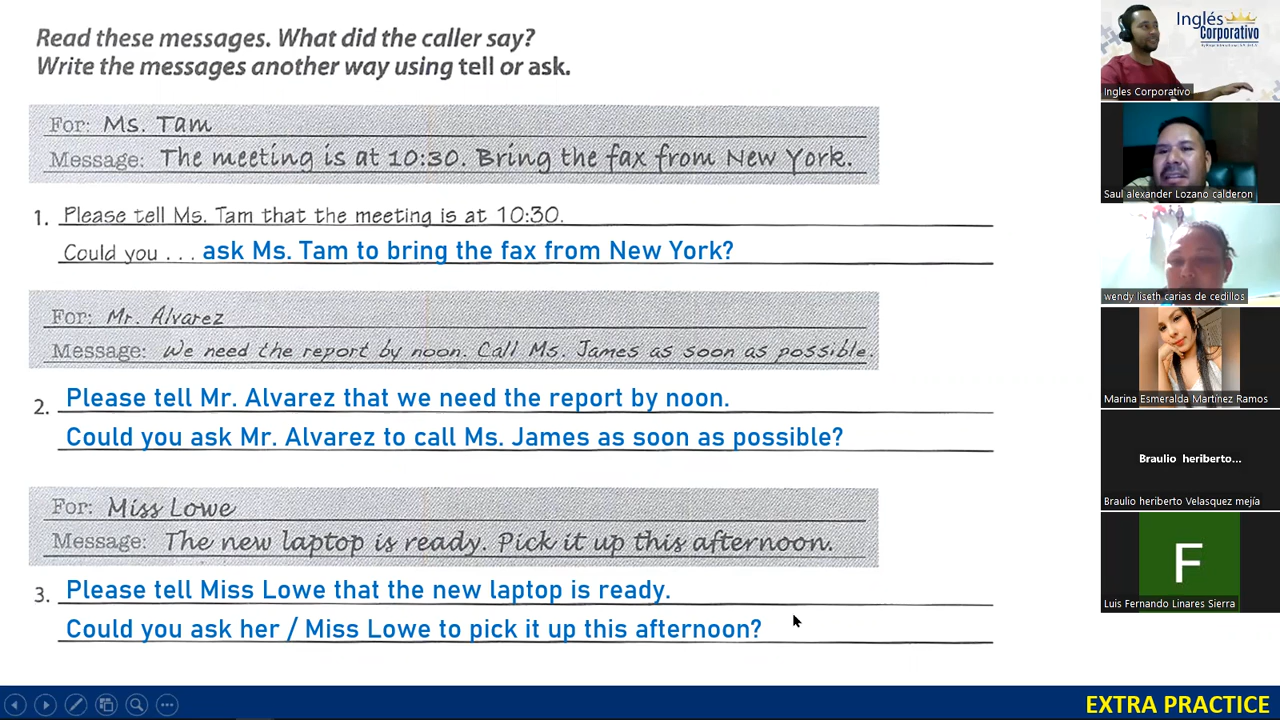 Read these messages. What did the caller say?
Write the messages another way using tell or ask.
For: Ms. Tam
Message: The meeting is at 10:30. Bring the fax from New York.
1. Please tell Ms. Tam that the meeting is at 10:30.
Could you . . . ask Ms. Tam to bring the fax from New York?
For: Mr. Alvarez
Message: We need the report by noon. Call Ms. James as soon as possible.
2. Please tell Mr. Alvarez that we need the report by noon.
Could you ask Mr. Alvarez to call Ms. James as soon as possible?
For: Miss Lowe
Message: The new laptop is ready. Pick it up this afternoon.
3. Please tell Miss Lowe that the new laptop is ready.
Could you ask her / Miss Lowe to pick it up this afternoon?
EXTRA PRACTICE
Inglés
Corporativo
Ingles Corporativo
Saul alexander Lozano calderon
wendy liseth carias de cedillos
Marina Esmeralda Martínez Ramos
Braulio heriberto...
Braulio heriberto Velasquez mejía
F
Luis Fernando Linares Sierra